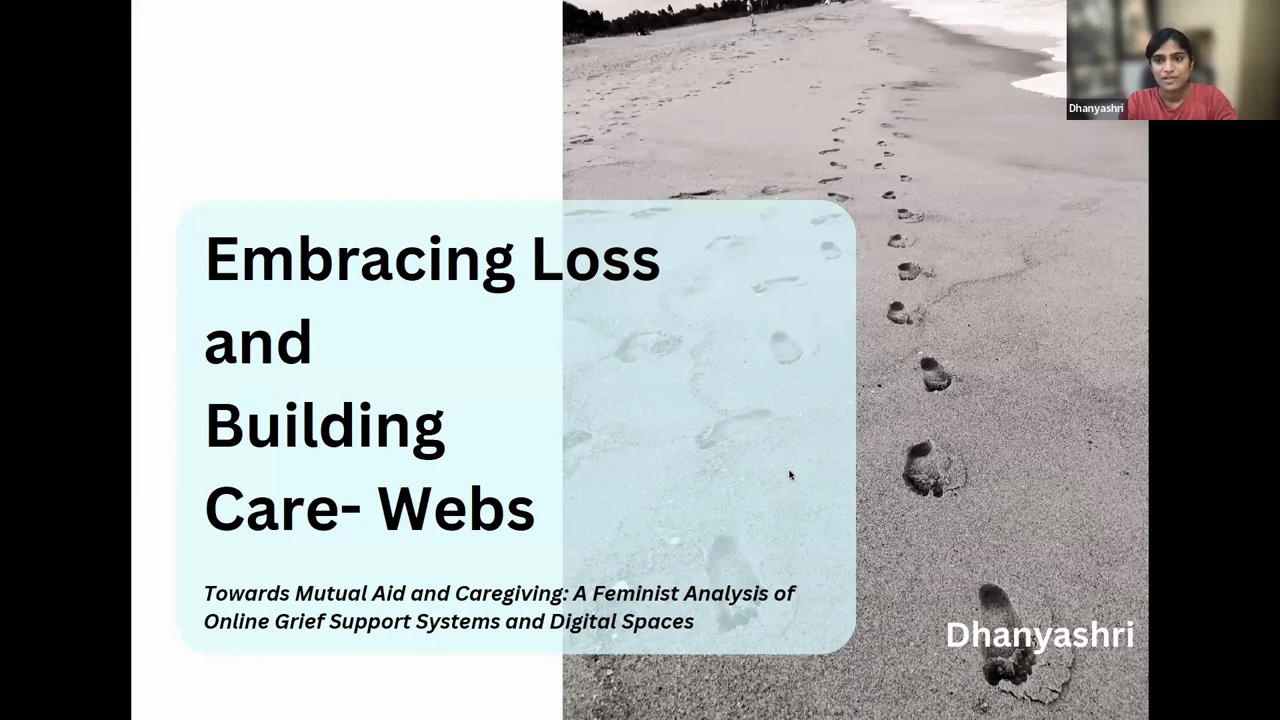 Dhanyashri
Embracing Loss
and
Building
Care- Webs
Towards Mutual Aid and Caregiving: A Feminist Analysis of
Online Grief Support Systems and Digital Spaces
Dhanyashri